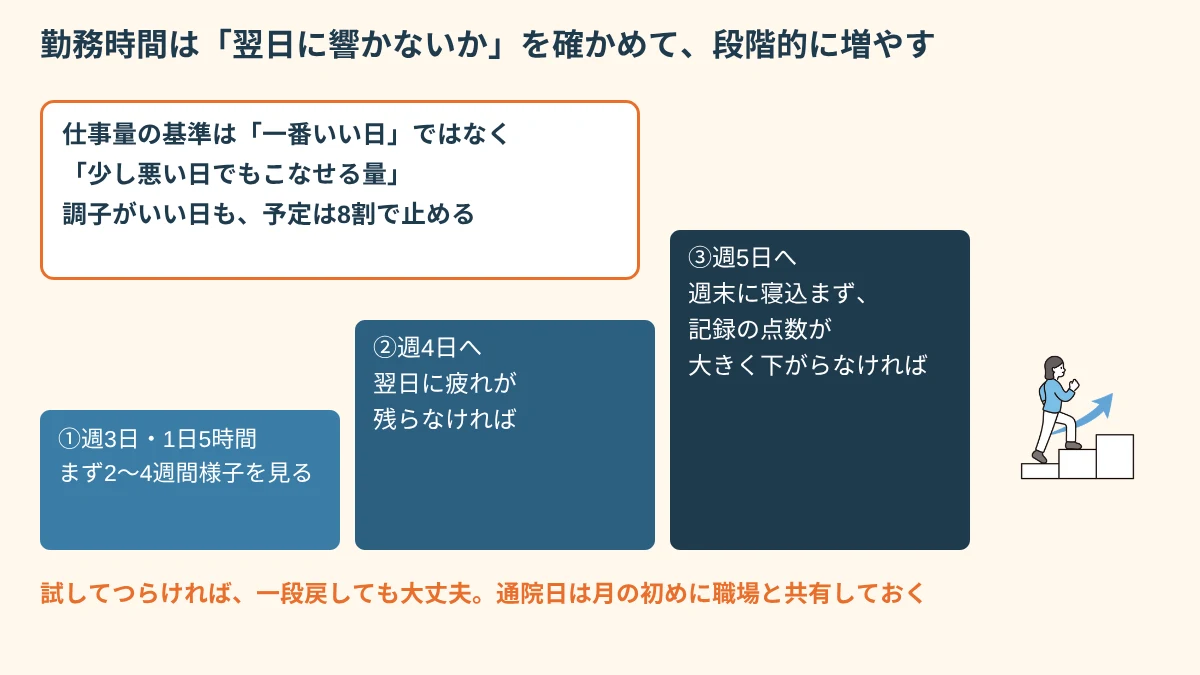 勤務時間は「翌日に響かないか」を確かめて、段階的に増やす
仕事量の基準は「一番いい日」ではなく
「少し悪い日でもこなせる量」
調子がいい日も、予定は8割で止める
①週3日・1日5時間
まず2〜4週間様子を見る
②週4日へ
翌日に疲れが
残らなければ
③週5日へ
週末に寝込まず、
記録の点数が
大きく下がらなければ
試してつらければ、一段戻しても大丈夫。通院日は月の初めに職場と共有しておく